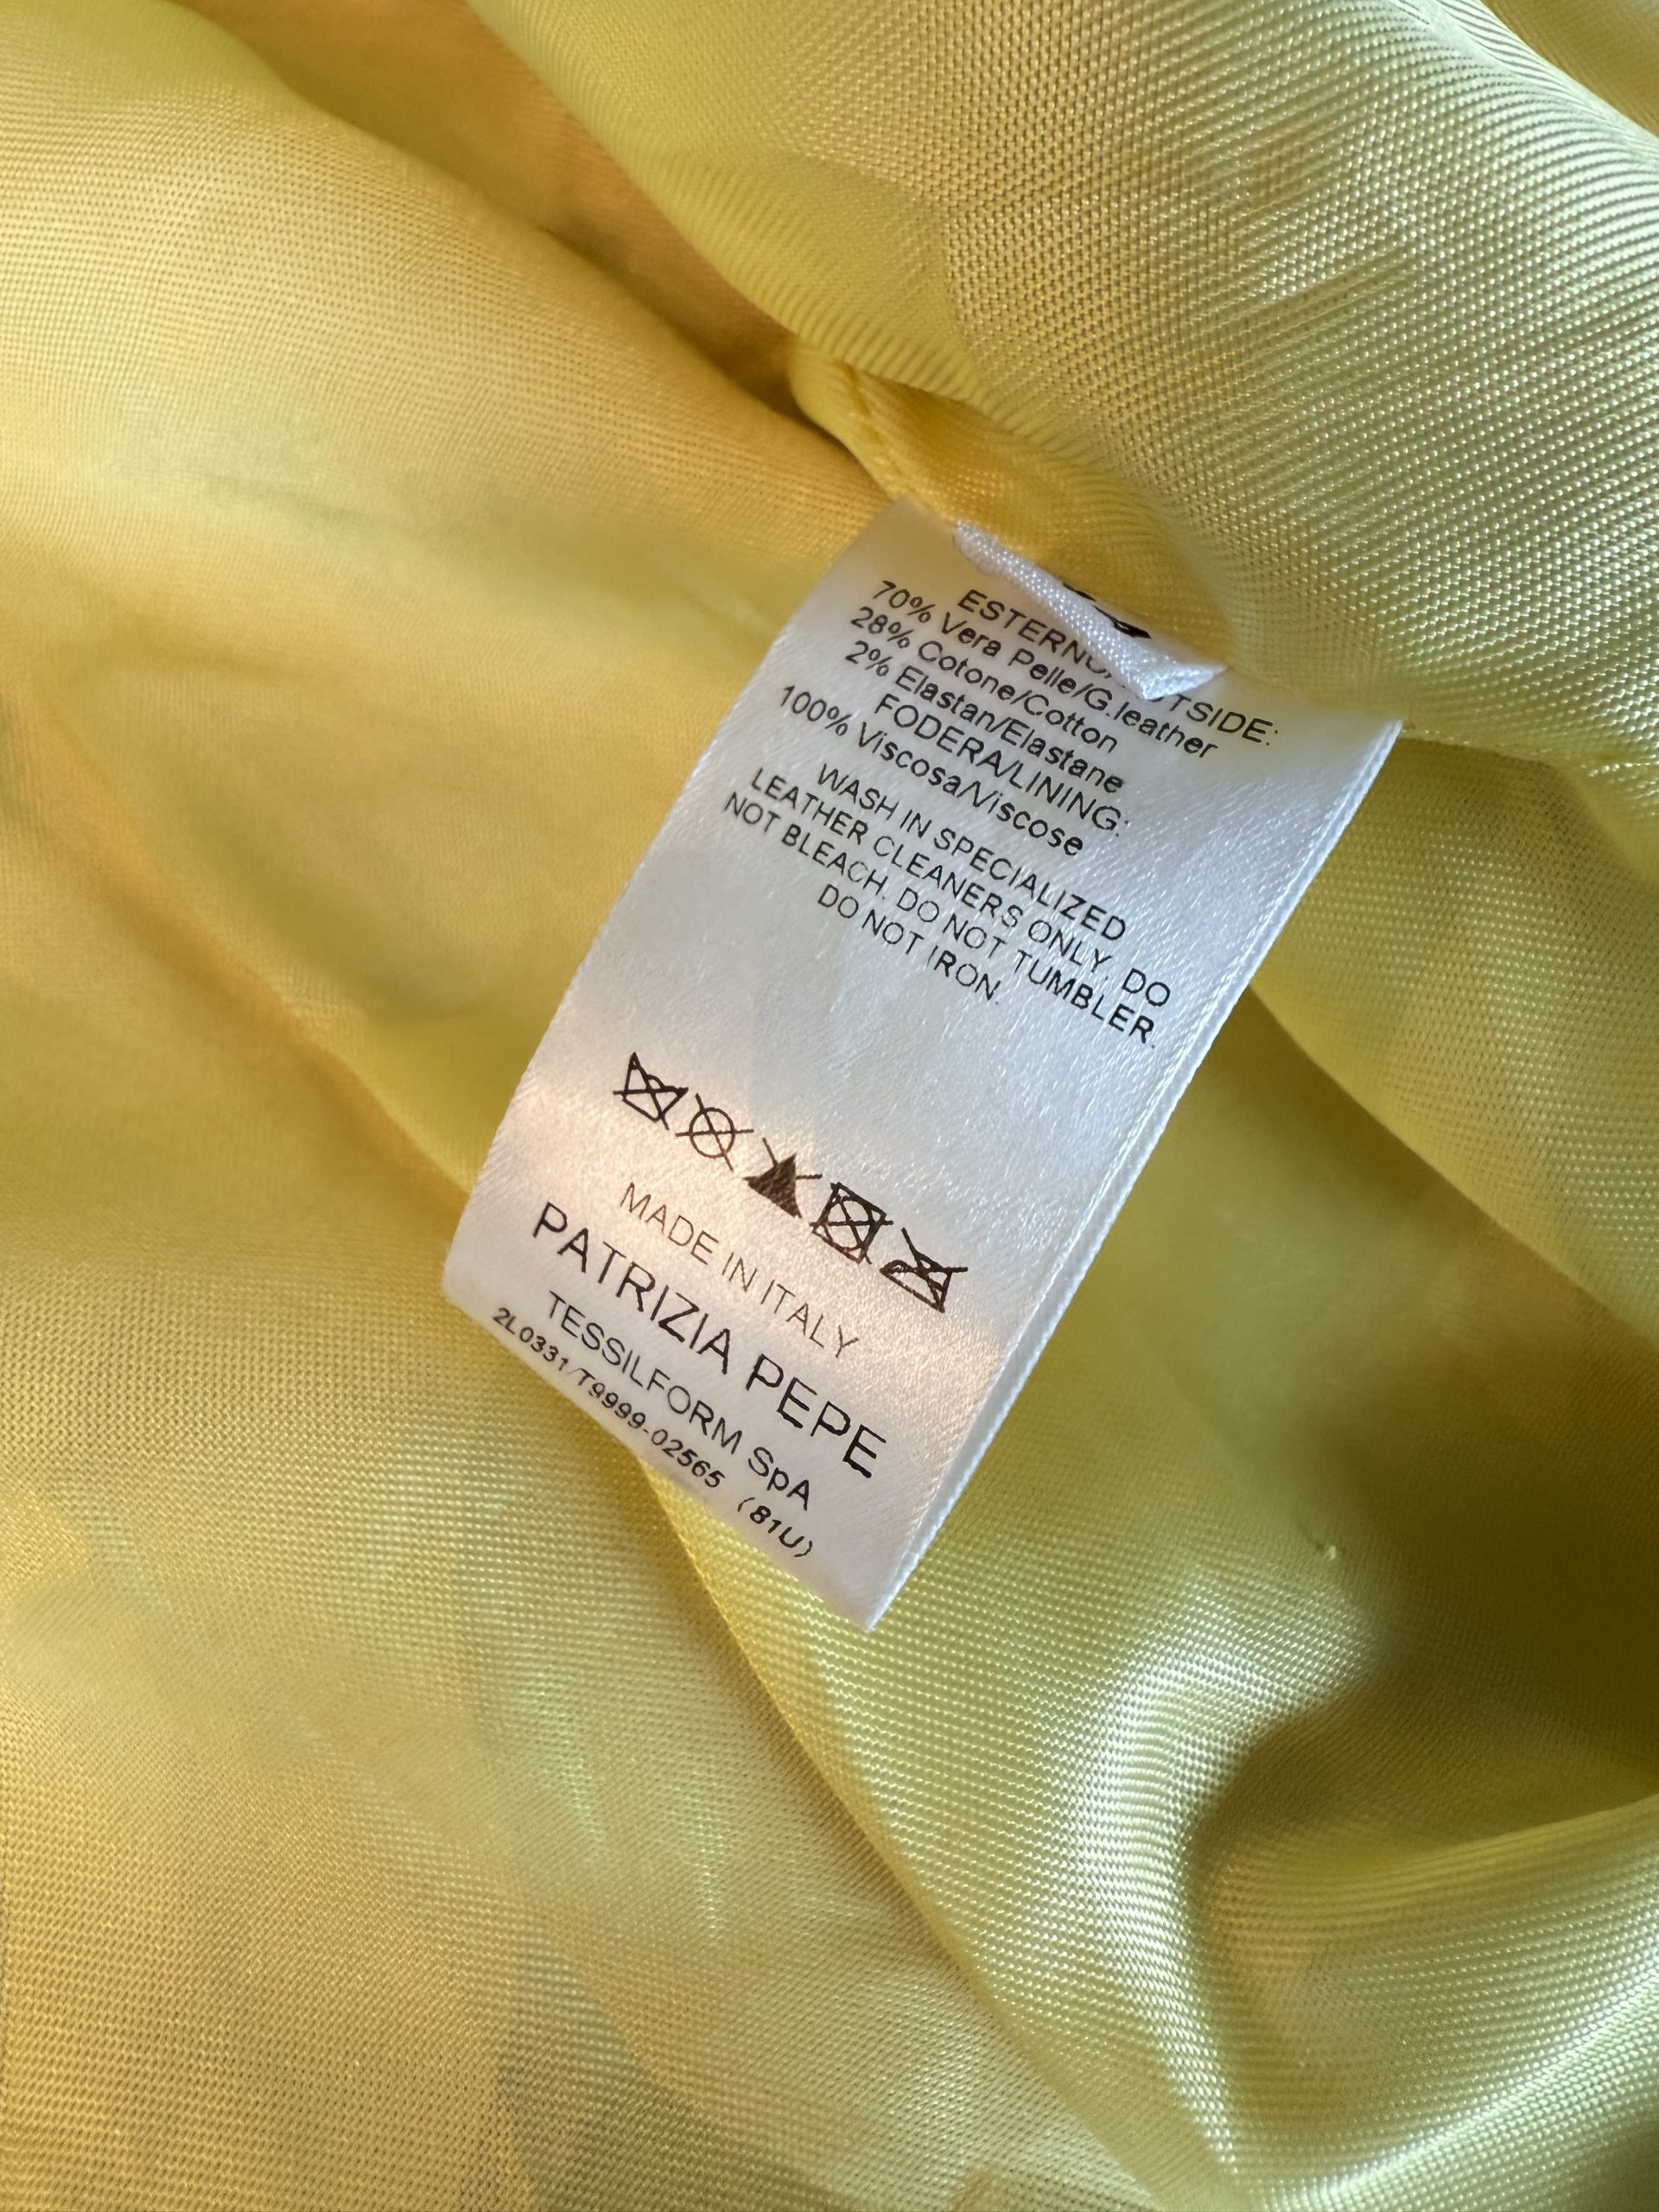 70% Vera Pelle/G.leather
28% Cotone/Cotton
2% Elastan/Elastane
FODERA/LINING:
100% Viscosa/Viscose
WASH IN SPECIALIZED
LEATHER CLEANERS ONLY. DO
NOT BLEACH. DO NOT TUMBLER.
DO NOT IRON.
MADE IN ITALY
PATRIZIA PEPE
TESSILFORM SpA
2L0331/T9999-02565 (81U)